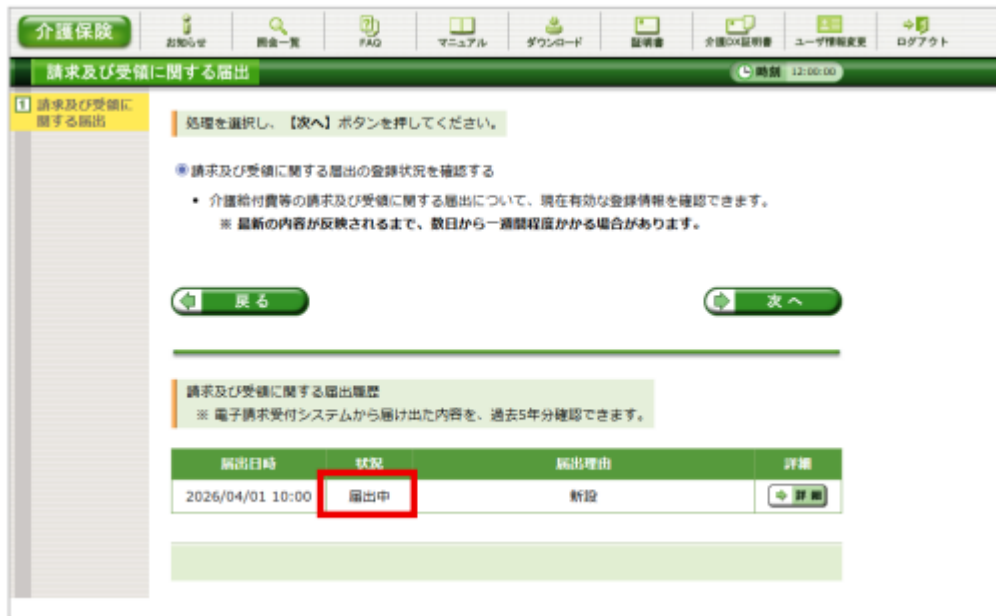 介護保険
お知らせ
照会一覧
FAQ
マニュアル
ダウンロード
証明書
介護DX証明書
ユーザ情報変更
ログアウト
請求及び受領に関する届出
時刻 12:00:00
1 請求及び受領に
関する届出
処理を選択し、【次へ】ボタンを押してください。
請求及び受領に関する届出の登録状況を確認する
• 介護給付費等の請求及び受領に関する届出について、現在有効な登録情報を確認できます。
※ 最新の内容が反映されるまで、数日から一週間程度かかる場合があります。
戻る
次へ
請求及び受領に関する届出履歴
※ 電子請求受付システムから届け出た内容を、過去5年分確認できます。
届出日時 状況 届出理由 詳細
2026/04/01 10:00 届出中 新設 詳細